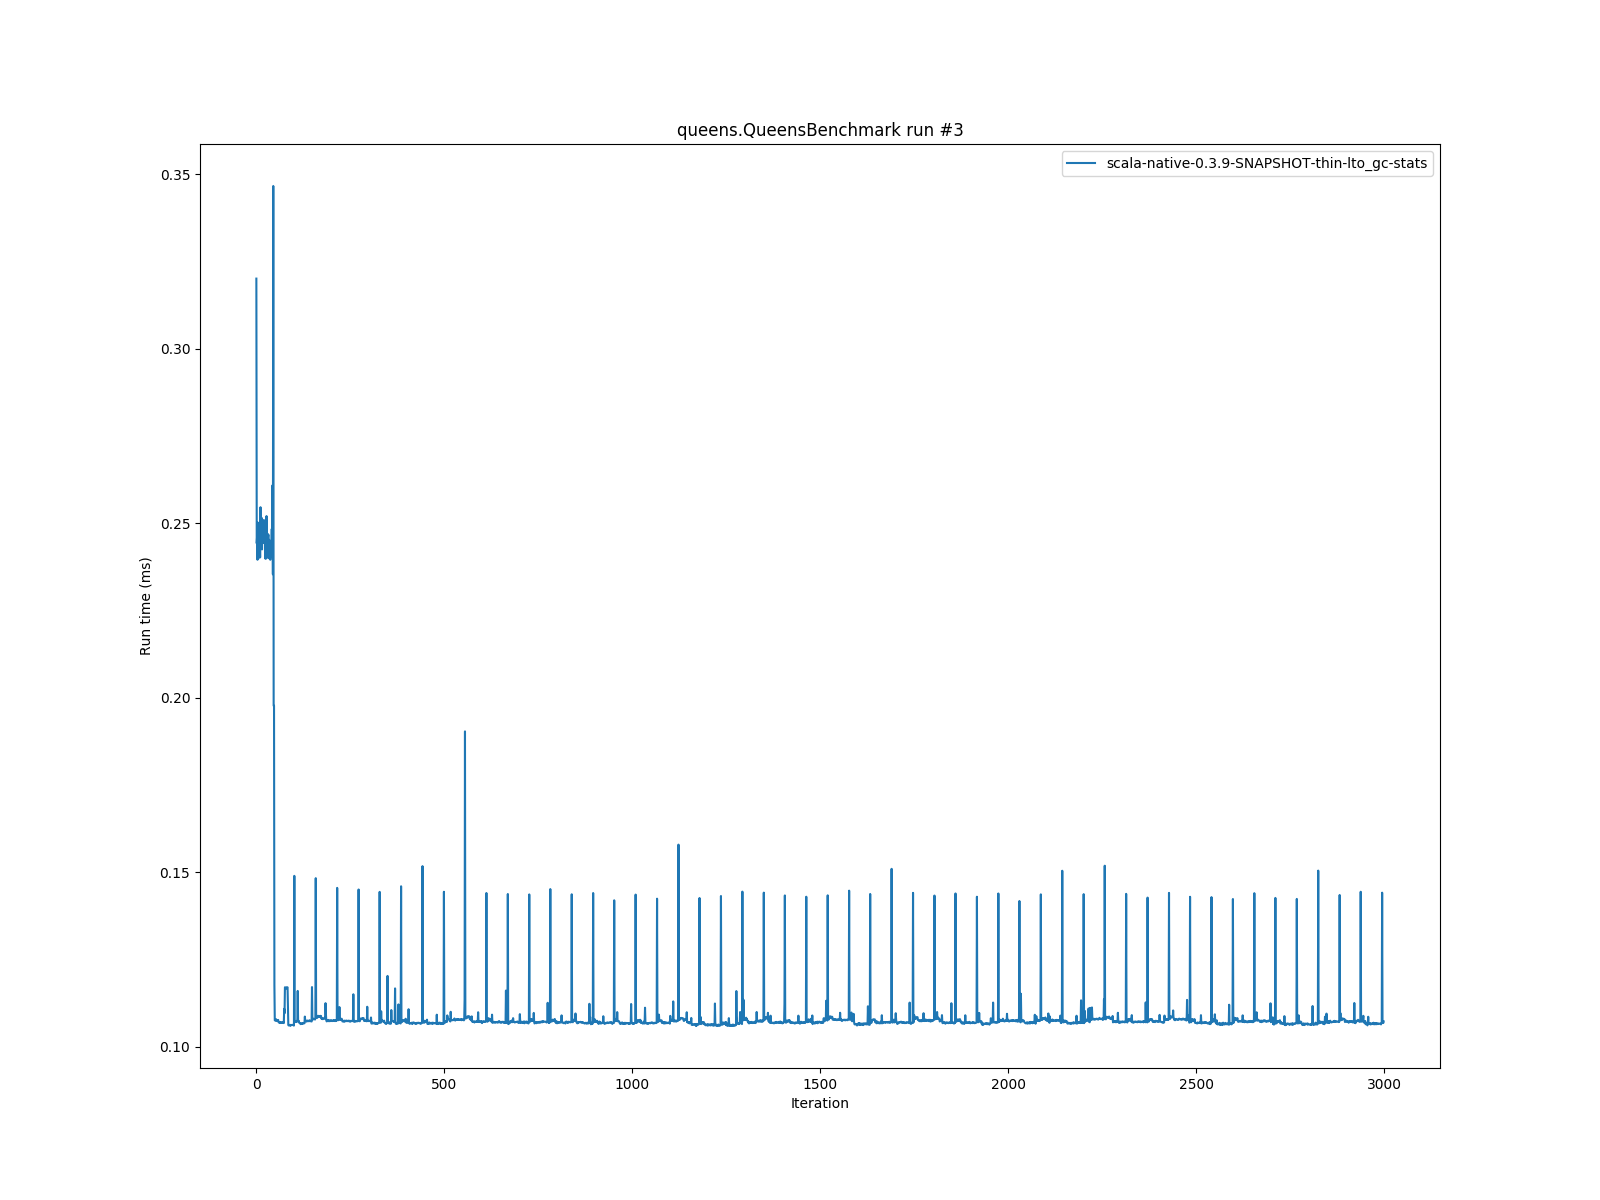 queens.QueensBenchmark run #3
scala-native-0.3.9-SNAPSHOT-thin-lto_gc-stats
Run time (ms)
0.35
0.30
0.25
0.20
0.15
0.10
0 500 1000 1500 2000 2500 3000
Iteration